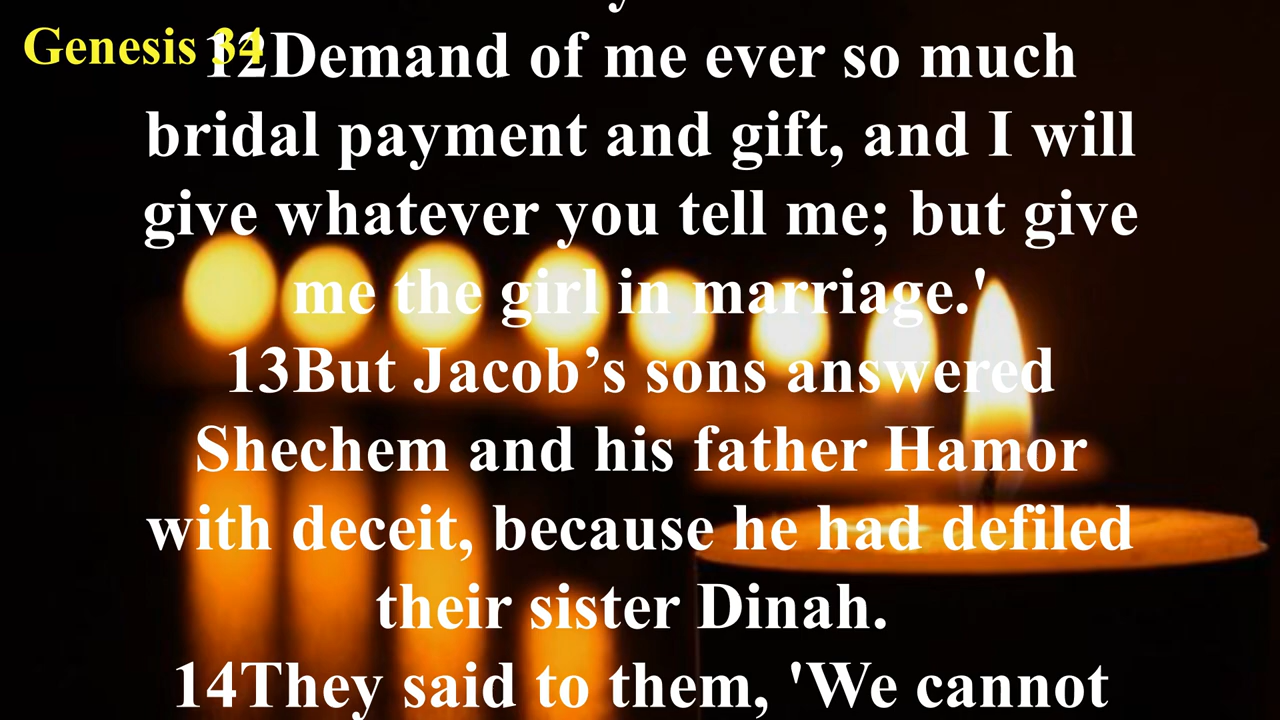 Genesis 34
12Demand of me ever so much
bridal payment and gift, and I will
give whatever you tell me; but give
me the girl in marriage.'
13But Jacob’s sons answered
Shechem and his father Hamor
with deceit, because he had defiled
their sister Dinah.
14They said to them, 'We cannot